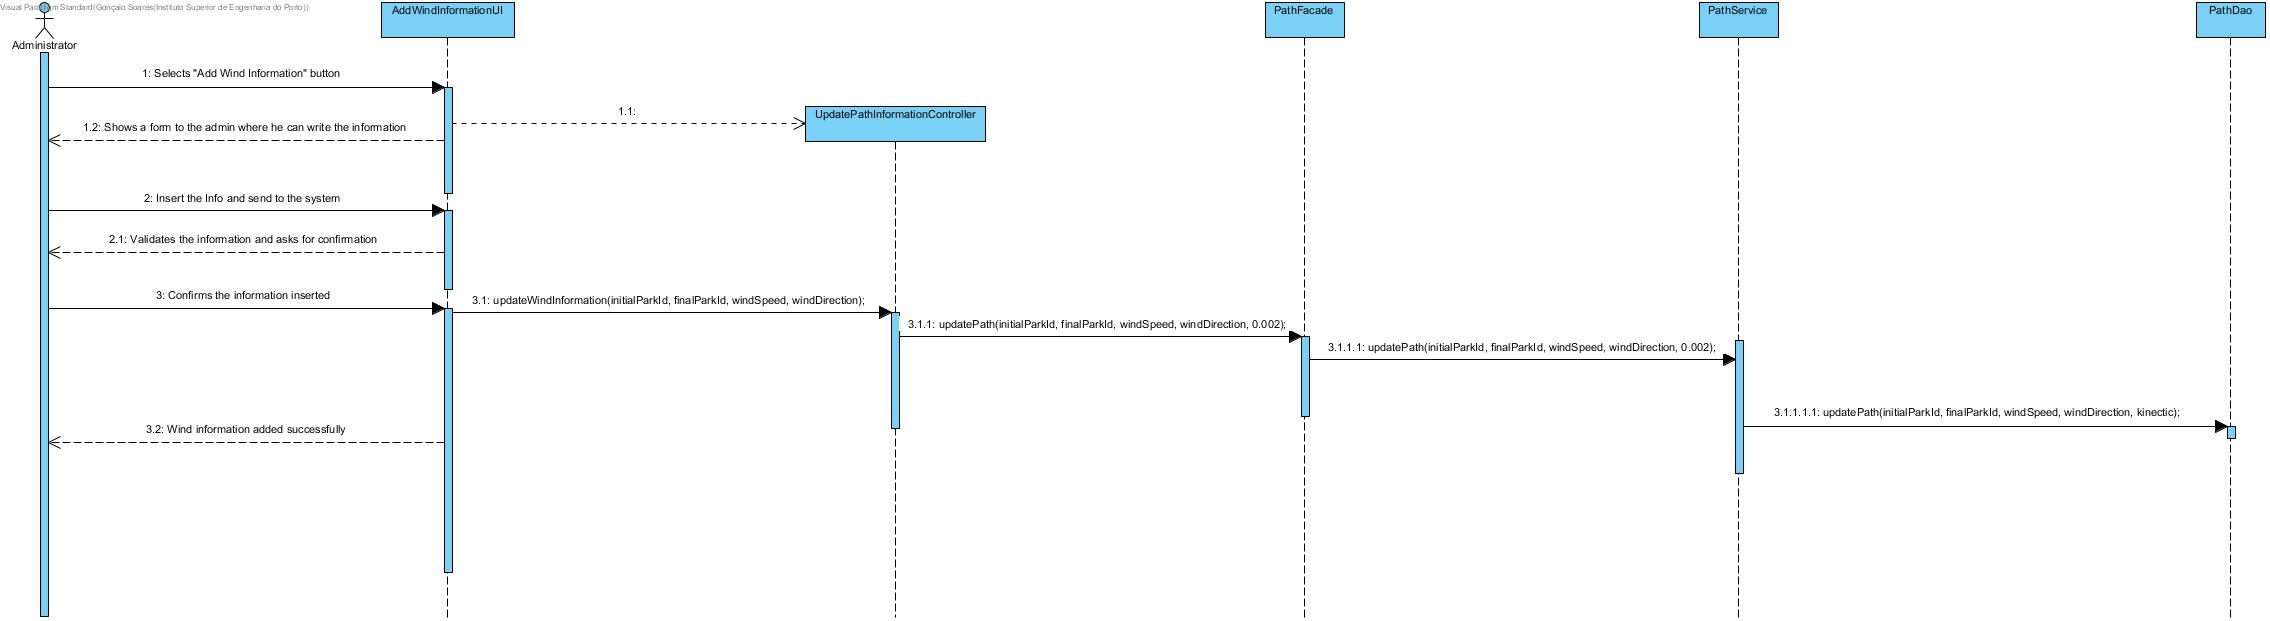 Visual Paradigm Standard(Gonçalo Soares(Instituto Superior de Engenharia do Porto))
Administrator
AddWindInformationUI
PathFacade
PathService
PathDao
1: Selects "Add Wind Information" button
1.1:
UpdatePathInformationController
1.2: Shows a form to the admin where he can write the information
2: Insert the Info and send to the system
2.1: Validates the information and asks for confirmation
3: Confirms the information inserted
3.1: updateWindInformation(initialParkId, finalParkId, windSpeed, windDirection);
3.1.1: updatePath(initialParkId, finalParkId, windSpeed, windDirection, 0.002);
3.1.1.1: updatePath(initialParkId, finalParkId, windSpeed, windDirection, 0.002);
3.1.1.1.1: updatePath(initialParkId, finalParkId, windSpeed, windDirection, kinectic);
3.2: Wind information added successfully